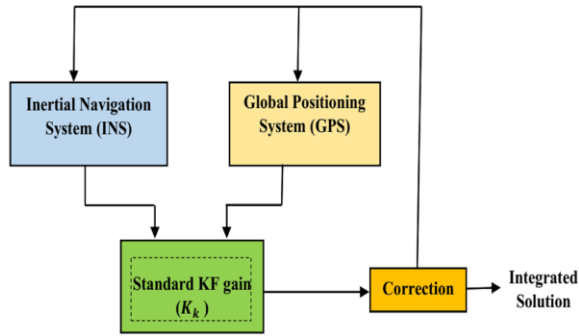 Inertial Navigation
System (INS)
Global Positioning
System (GPS)
Standard KF gain
(K_k )
Correction
Integrated
Solution